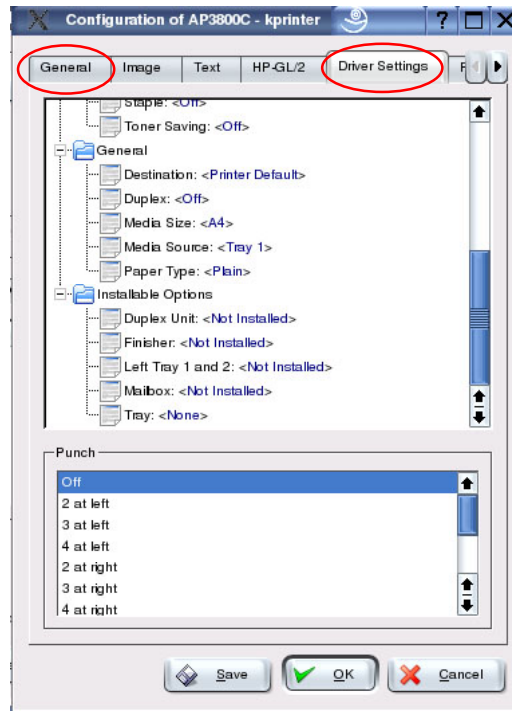 Configuration of AP3800C - kprinter
General Image Text HP-GL/2 Driver Settings
Staple: <Off>
Toner Saving: <Off>
General
Destination: <Printer Default>
Duplex: <Off>
Media Size: <A4>
Media Source: <Tray 1>
Paper Type: <Plain>
Installable Options
Duplex Unit: <Not Installed>
Finisher: <Not Installed>
Left Tray 1 and 2: <Not Installed>
Mailbox: <Not Installed>
Tray: <None>
Punch
Off
2 at left
3 at left
4 at left
2 at right
3 at right
4 at right
Save OK Cancel